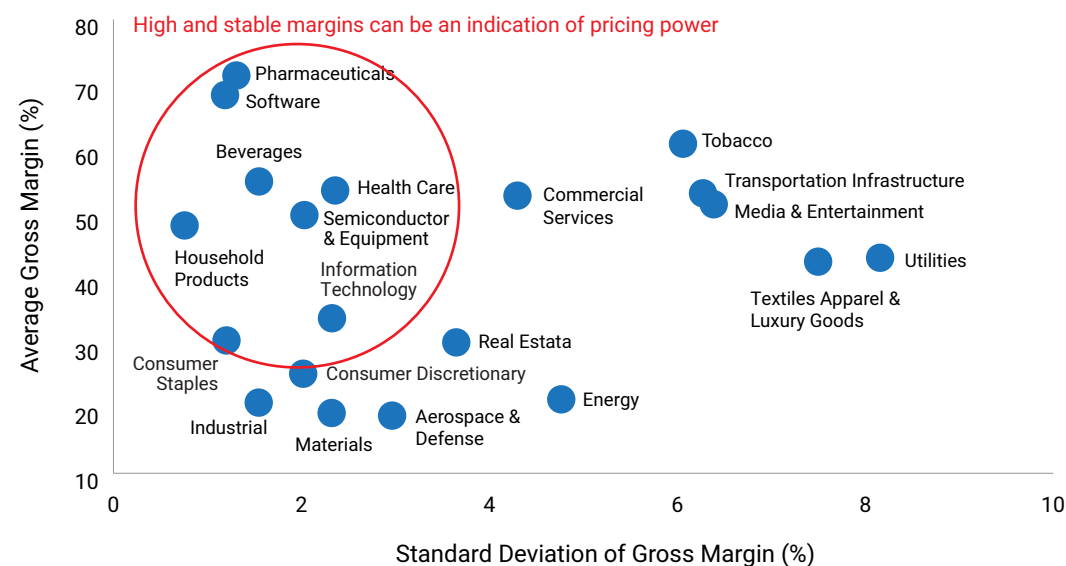 High and stable margins can be an indication of pricing power
Average Gross Margin (%)
80
70
60
50
40
30
20
10
Pharmaceuticals
Software
Beverages
Health Care
Semiconductor
& Equipment
Household
Products
Information
Technology
Consumer
Staples
Consumer Discretionary
Industrial
Materials
Aerospace &
Defense
Real Estata
Energy
Commercial
Services
Tobacco
Transportation Infrastructure
Media & Entertainment
Utilities
Textiles Apparel &
Luxury Goods
0
2
4
6
8
10
Standard Deviation of Gross Margin (%)